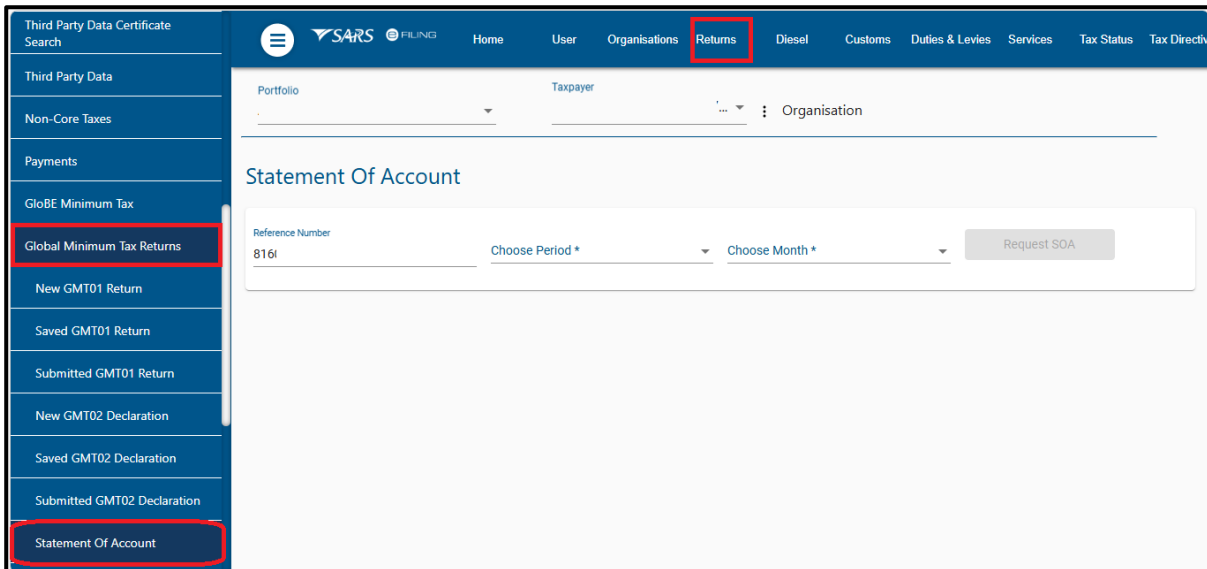 Third Party Data Certificate
Search
Third Party Data
Non-Core Taxes
Payments
GloBE Minimum Tax
Global Minimum Tax Returns
New GMT01 Return
Saved GMT01 Return
Submitted GMT01 Return
New GMT02 Declaration
Saved GMT02 Declaration
Submitted GMT02 Declaration
Statement Of Account
SARS e FILING Home User Organisations Returns Diesel Customs Duties & Levies Services Tax Status Tax Directiv
Portfolio Taxpayer
... Organisation
Statement Of Account
Reference Number
816 Choose Period * Choose Month * Request SOA